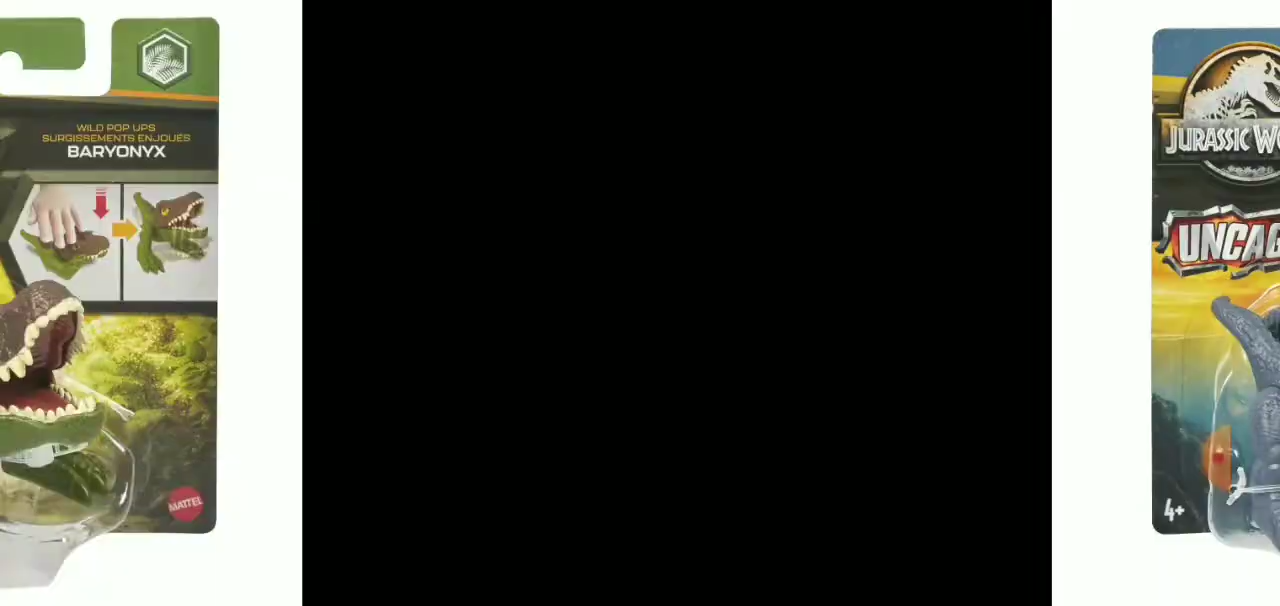 WILD POP UPS
SURGISSEMENTS ENJOUÉS
BARYONYX
MATTEL
JURASSIC WO
UNCAG
4+